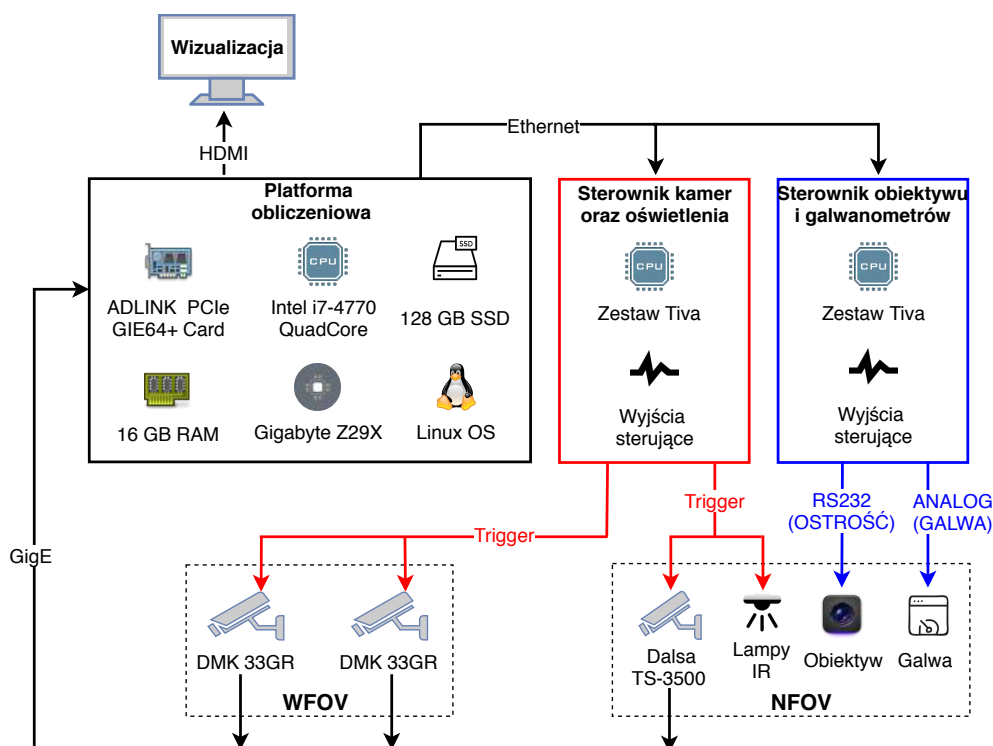 Wizualizacja
HDMI
Ethernet
Platforma
obliczeniowa
ADLINK PCIe
GIE64+ Card
CPU
Intel i7-4770
QuadCore
SSD
128 GB SSD
16 GB RAM
Gigabyte Z29X
Linux OS
Sterownik kamer
oraz oświetlenia
CPU
Zestaw Tiva
Wyjścia
sterujące
Sterownik obiektywu
i galwanometrów
CPU
Zestaw Tiva
Wyjścia
sterujące
GigE
Trigger
Trigger
RS232
(OSTROŚĆ)
ANALOG
(GALWA)
DMK 33GR
DMK 33GR
WFOV
Dalsa
TS-3500
Lampy
IR
Obiektyw
Galwa
NFOV